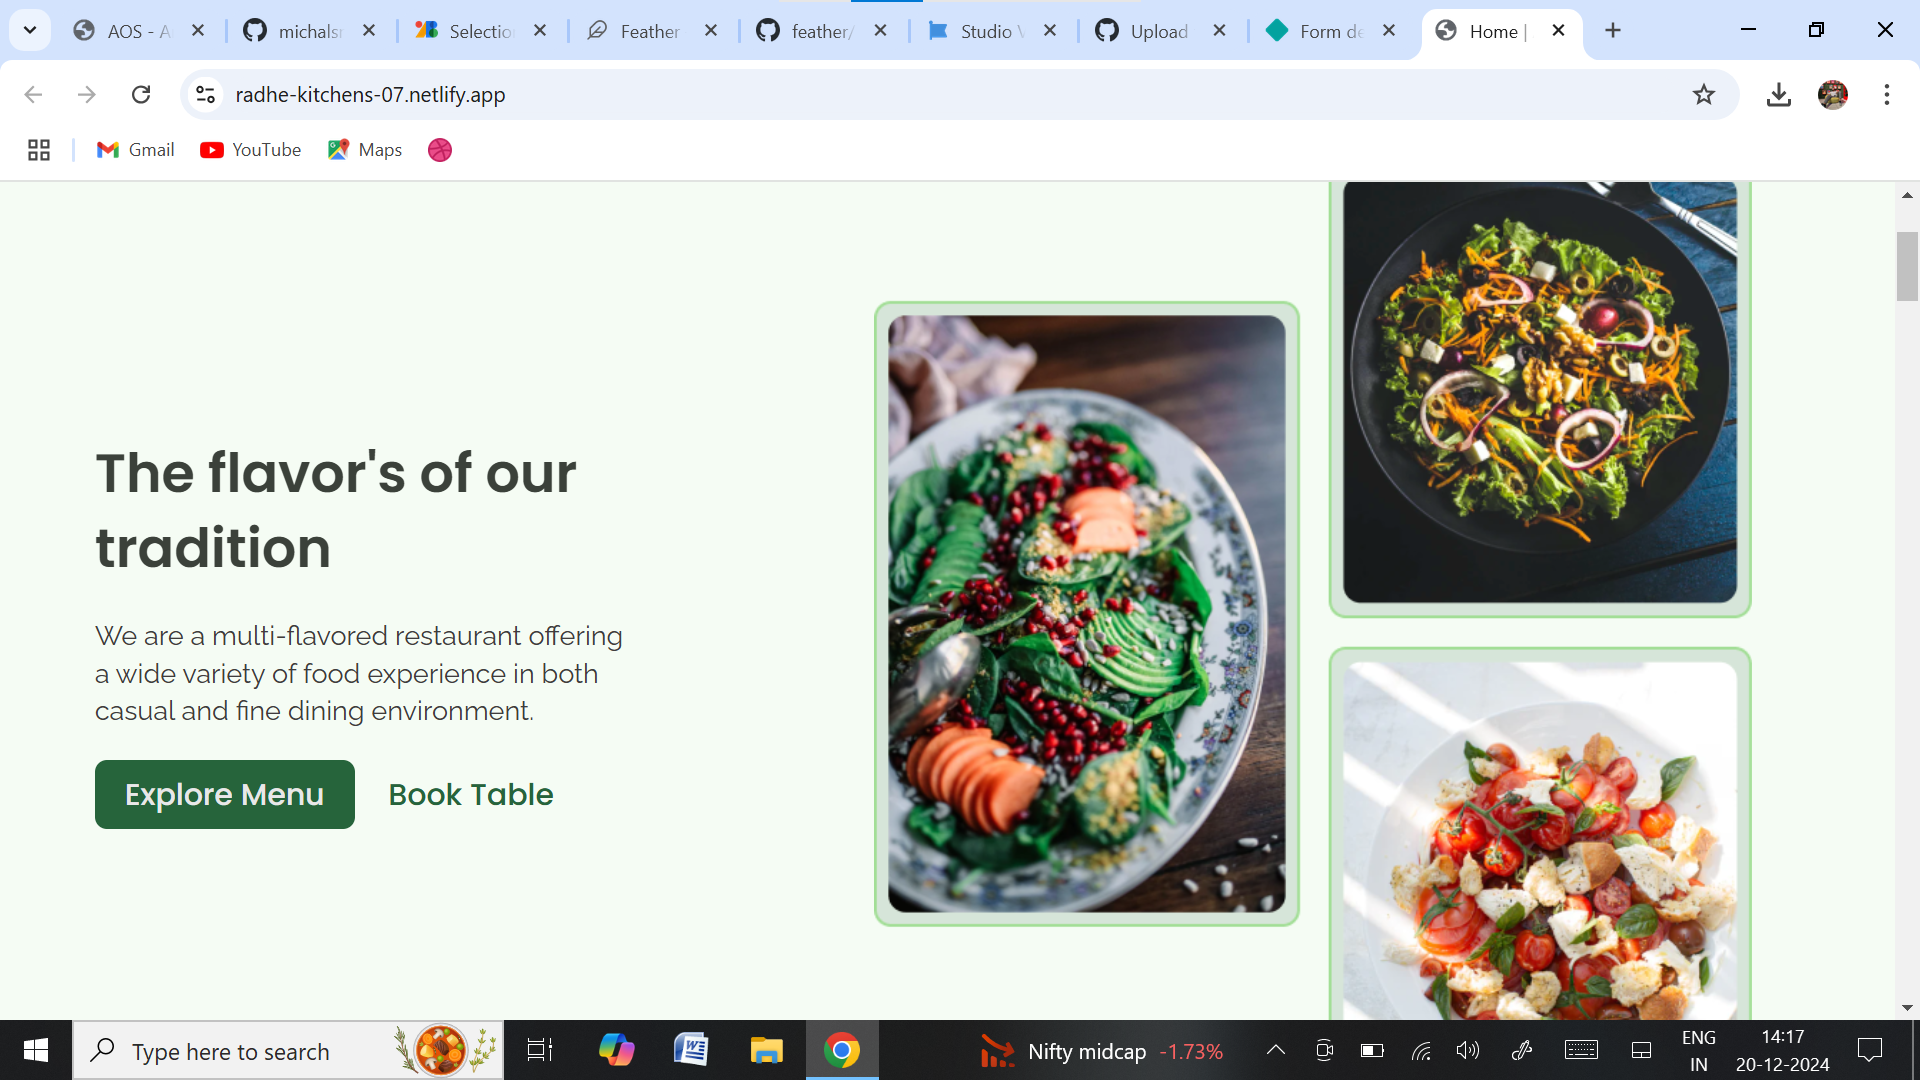 AOS - A
michalsn
Selectio
Feather
feather/
Studio V
Upload
Form de
Home |
radhe-kitchens-07.netlify.app
Gmail
YouTube
Maps
The flavor's of our
tradition
We are a multi-flavored restaurant offering
a wide variety of food experience in both
casual and fine dining environment.
Explore Menu
Book Table
Type here to search
Nifty midcap -1.73%
ENG
IN
14:17
20-12-2024